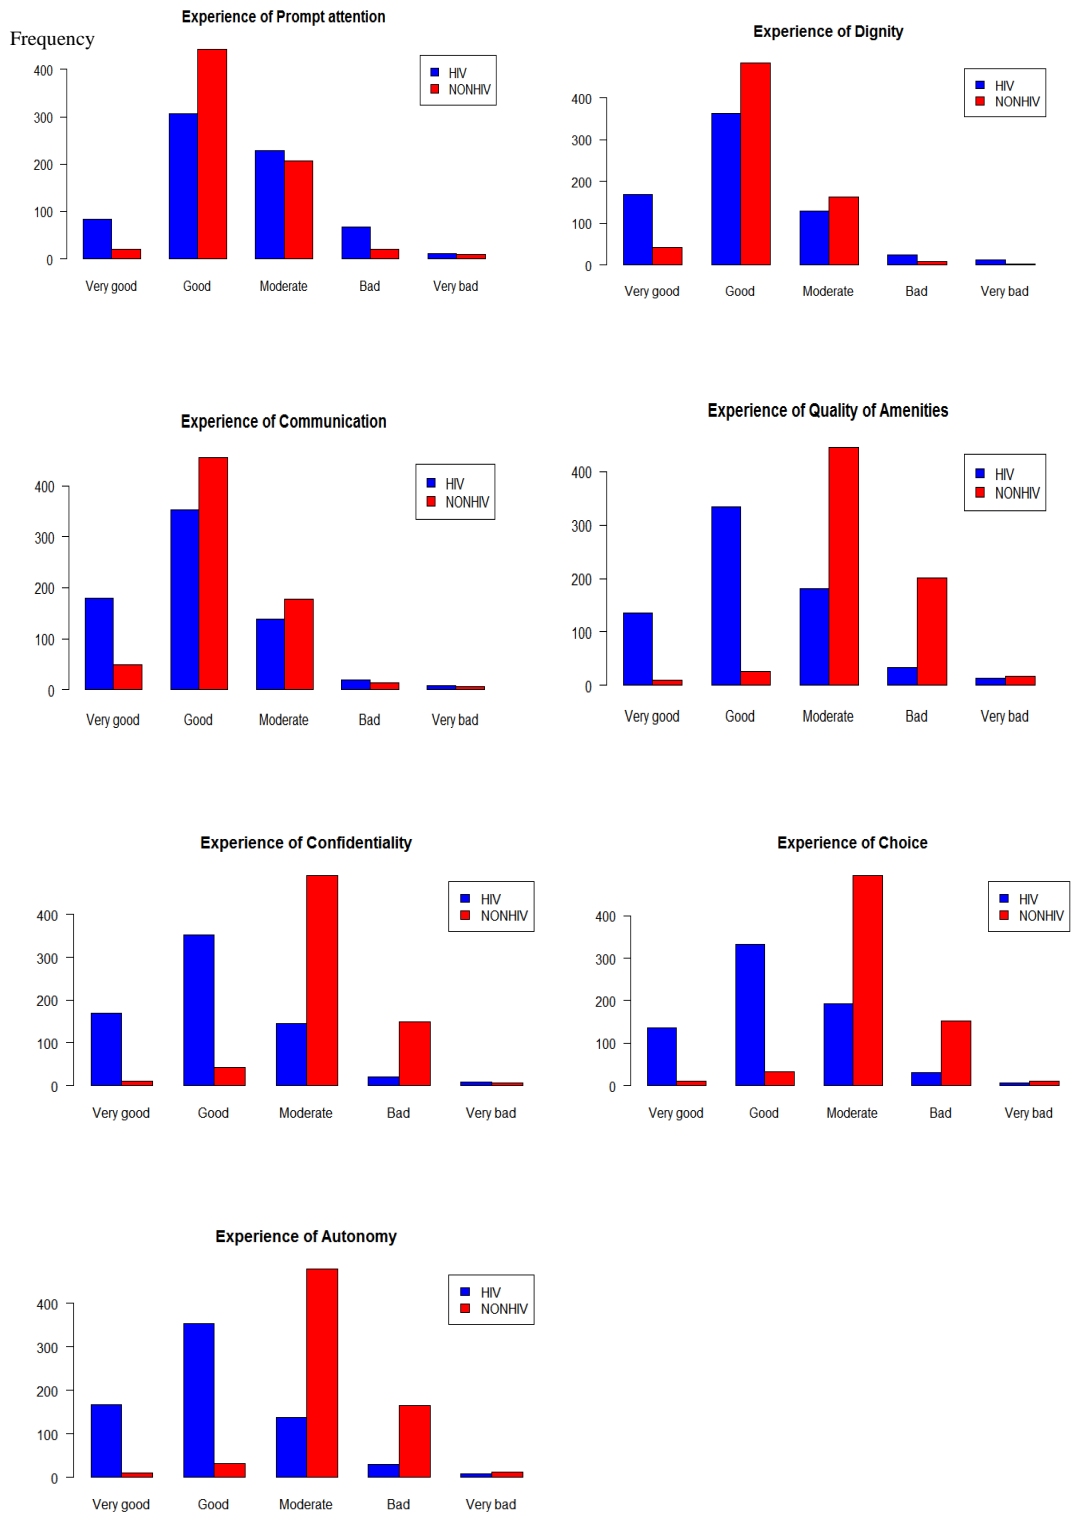 Experience of Prompt attention
Frequency
HIV
NONHIV
400
300
200
100
0
Very good Good Moderate Bad Very bad
Experience of Dignity
HIV
NONHIV
400
300
200
100
0
Very good Good Moderate Bad Very bad
Experience of Communication
HIV
NONHIV
400
300
200
100
0
Very good Good Moderate Bad Very bad
Experience of Quality of Amenities
HIV
NONHIV
400
300
200
100
0
Very good Good Moderate Bad Very bad
Experience of Confidentiality
HIV
NONHIV
400
300
200
100
0
Very good Good Moderate Bad Very bad
Experience of Choice
HIV
NONHIV
400
300
200
100
0
Very good Good Moderate Bad Very bad
Experience of Autonomy
HIV
NONHIV
400
300
200
100
0
Very good Good Moderate Bad Very bad